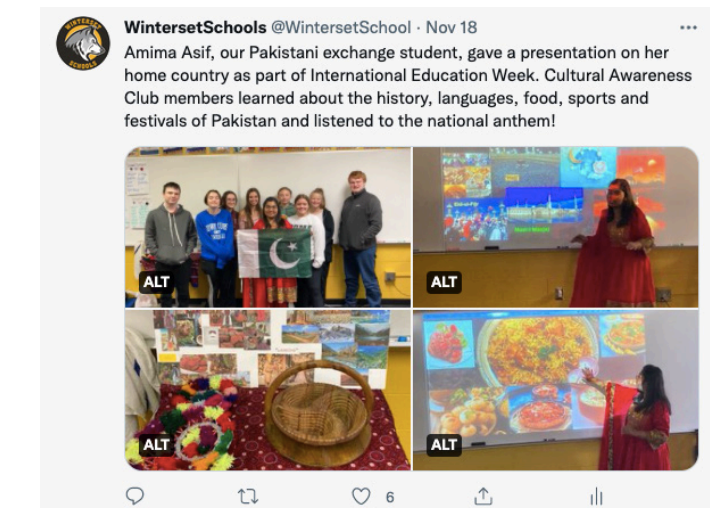 WINTERSET
SCHOOLS
WintersetSchools @WintersetSchool · Nov 18
Amima Asif, our Pakistani exchange student, gave a presentation on her
home country as part of International Education Week. Cultural Awareness
Club members learned about the history, languages, food, sports and
festivals of Pakistan and listened to the national anthem!
ALT
ALT
ALT
ALT
6